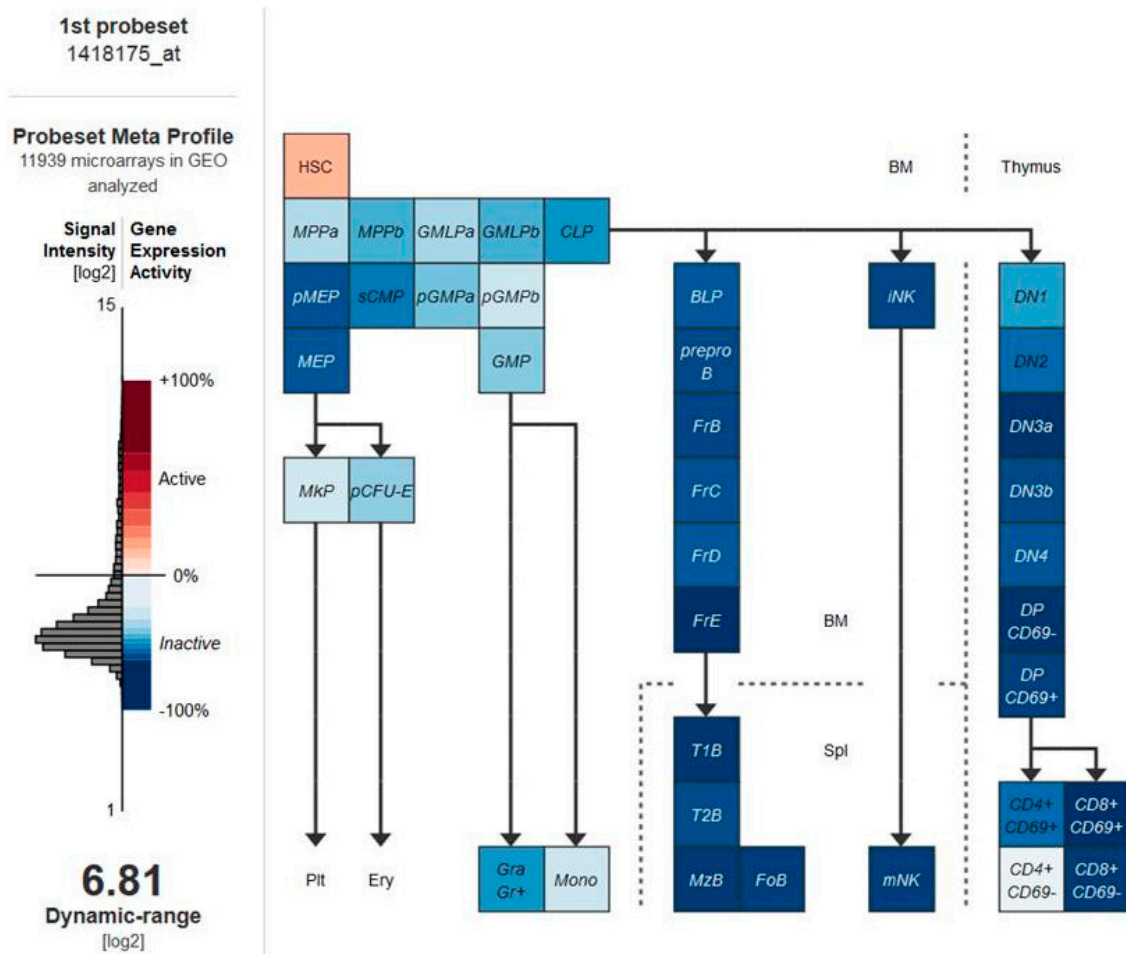 1st probeset
1418175_at
Probeset Meta Profile
11939 microarrays in GEO
analyzed
Signal
Intensity
[log2]
Gene
Expression
Activity
15
+100%
Active
0%
Inactive
-100%
1
6.81
Dynamic-range
[log2]
HSC
BM
Thymus
MPPa MPPb GMLPa GMLPb CLP
pMEP sCMP pGMPa pGMPb
BLP
iNK
DN1
MEP
GMP
prepro
B
DN2
FrB
DN3a
MkP pCFU-E
FrC
DN3b
FrD
DN4
FrE
BM
DP
CD69-
DP
CD69+
T1B
Spl
T2B
CD4+
CD69+
CD8+
CD69+
Plt
Ery
Gra
Gr+
Mono
MzB
FoB
mNK
CD4+
CD69-
CD8+
CD69-